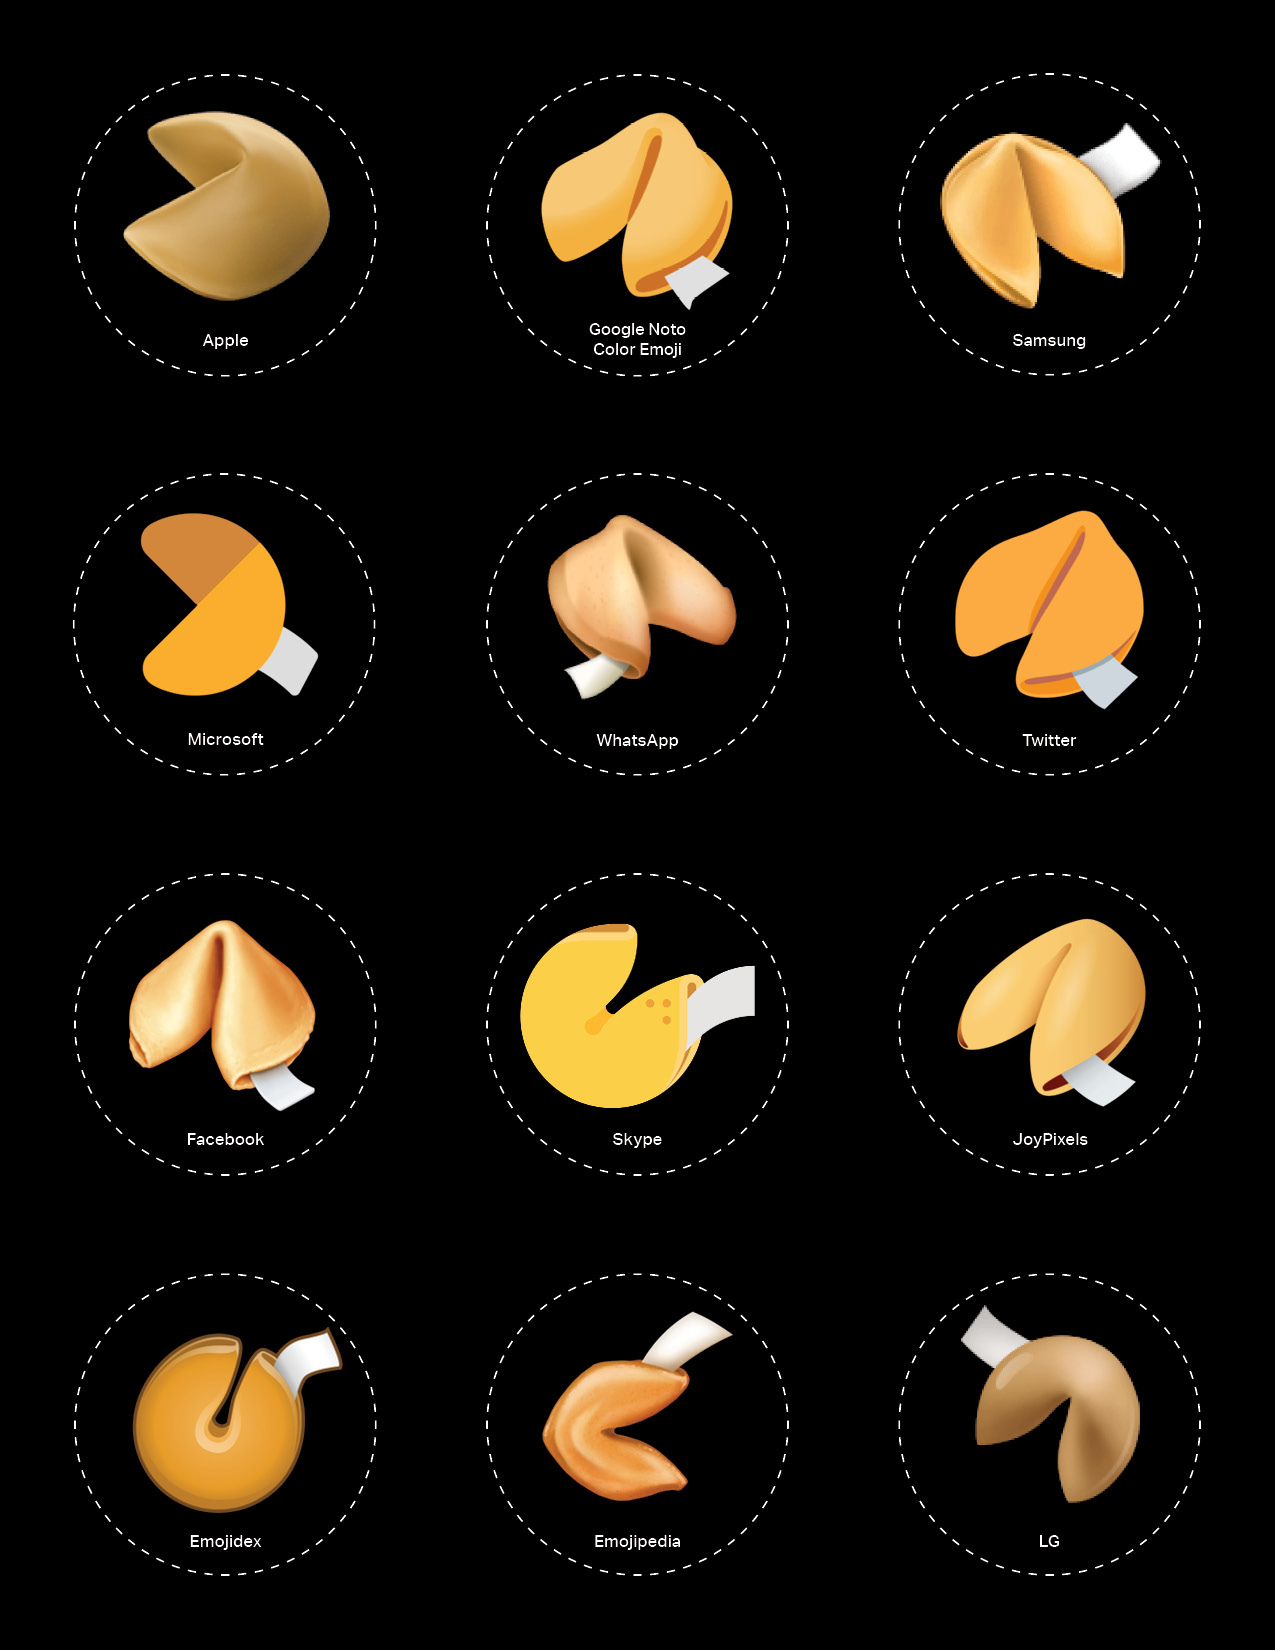 Apple
Google Noto
Color Emoji
Samsung
Microsoft
WhatsApp
Twitter
Facebook
Skype
JoyPixels
Emojidex
Emojipedia
LG